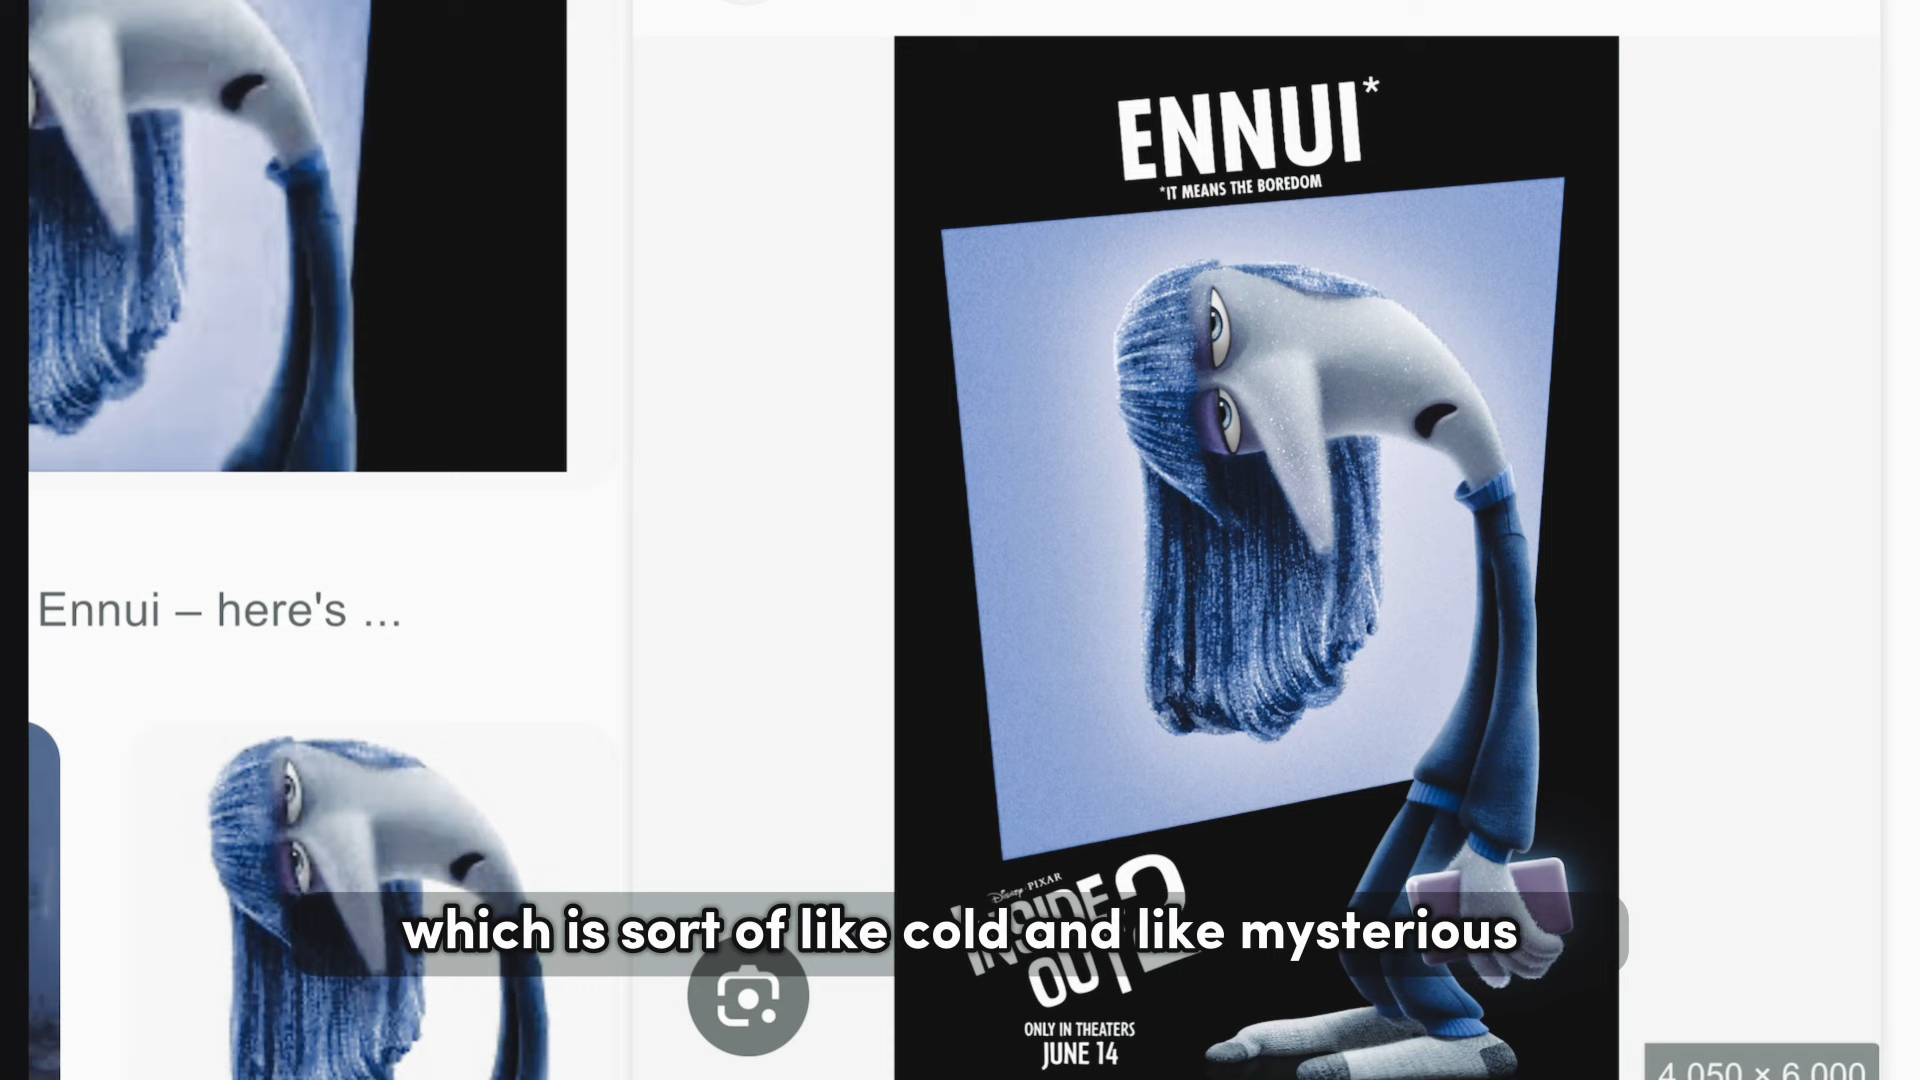 ENNUI*
*IT MEANS THE BOREDOM
Ennui – here's ...
Disney · PIXAR
INSIDE
OUT 2
which is sort of like cold and like mysterious
ONLY IN THEATERS
JUNE 14
4,050 × 6,000